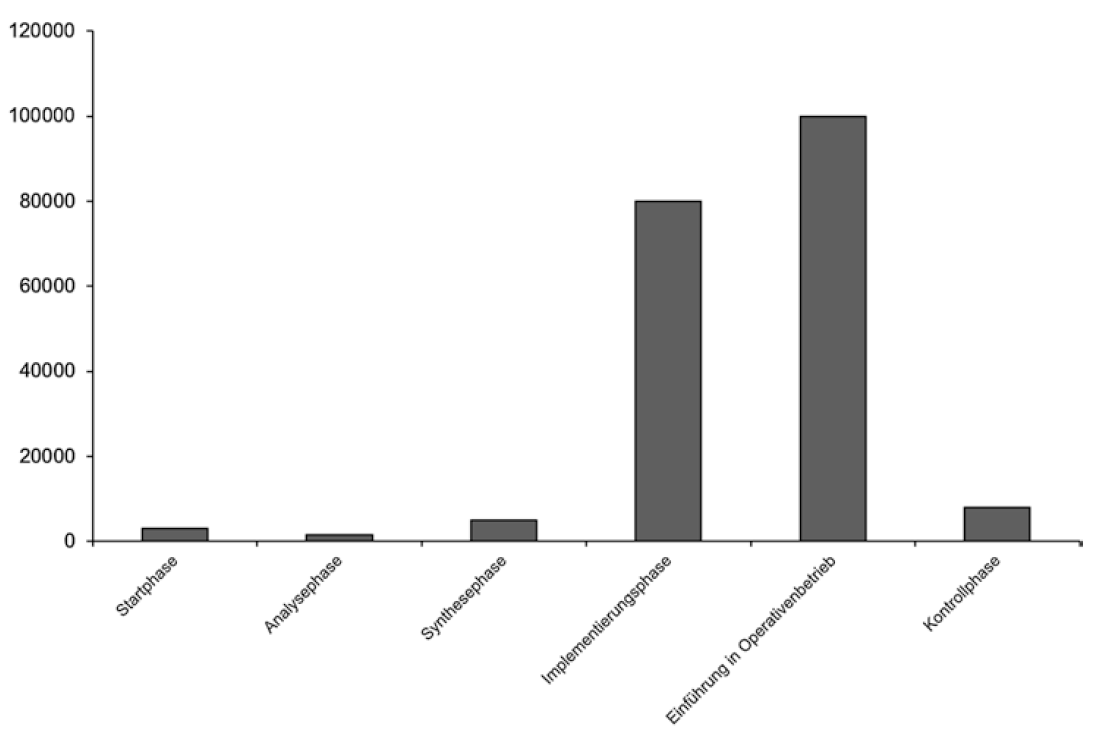 120000
100000
80000
60000
40000
20000
0
Startphase
Analysephase
Synthesephase
Implementierungsphase
Einführung in Operativenbetrieb
Kontrollphase